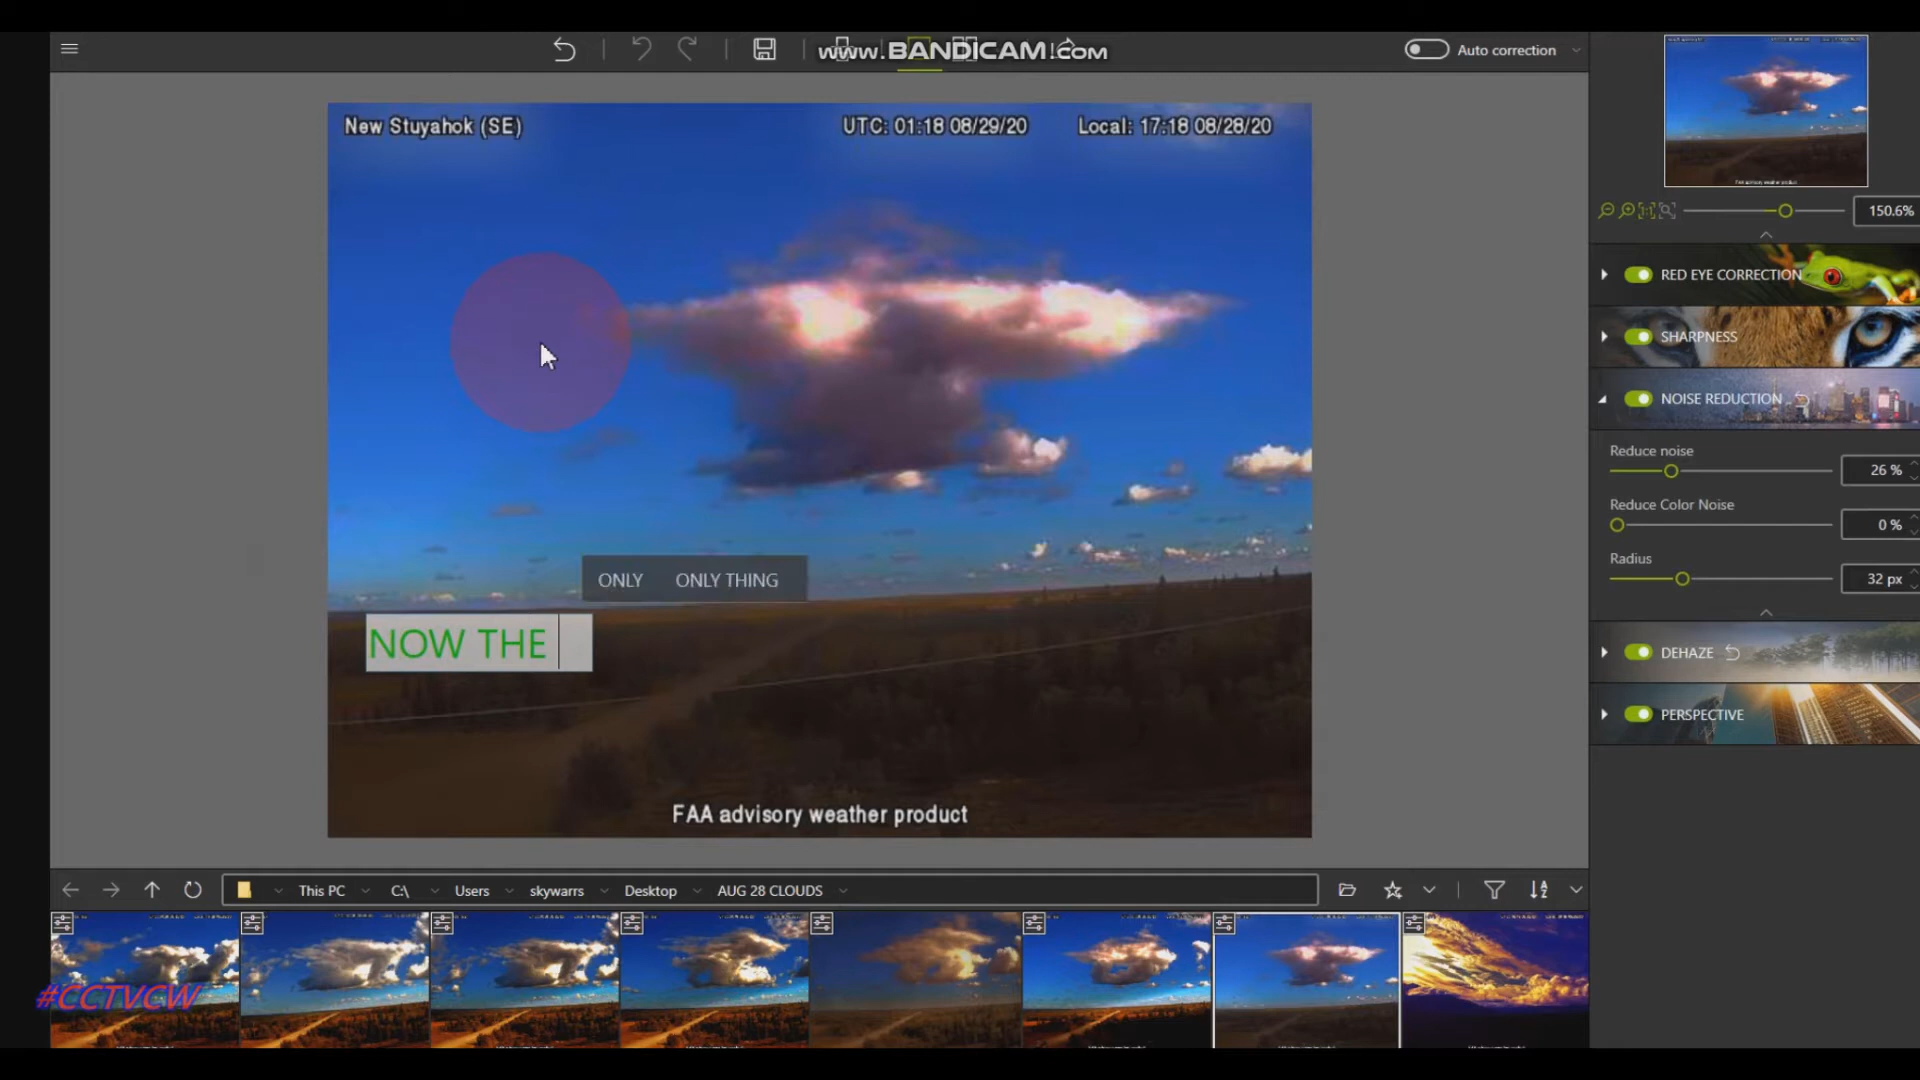 www.BANDICAM.com
Auto correction
New Stuyahok (SE)
UTC: 01:18 08/29/20
Local: 17:18 08/28/20
150.6%
RED EYE CORRECTION
SHARPNESS
NOISE REDUCTION
Reduce noise
26 %
Reduce Color Noise
0 %
Radius
32 px
ONLY
ONLY THING
NOW THE
DEHAZE
PERSPECTIVE
FAA advisory weather product
This PC
C:\
Users
skywarrs
Desktop
AUG 28 CLOUDS
#CCTVCW